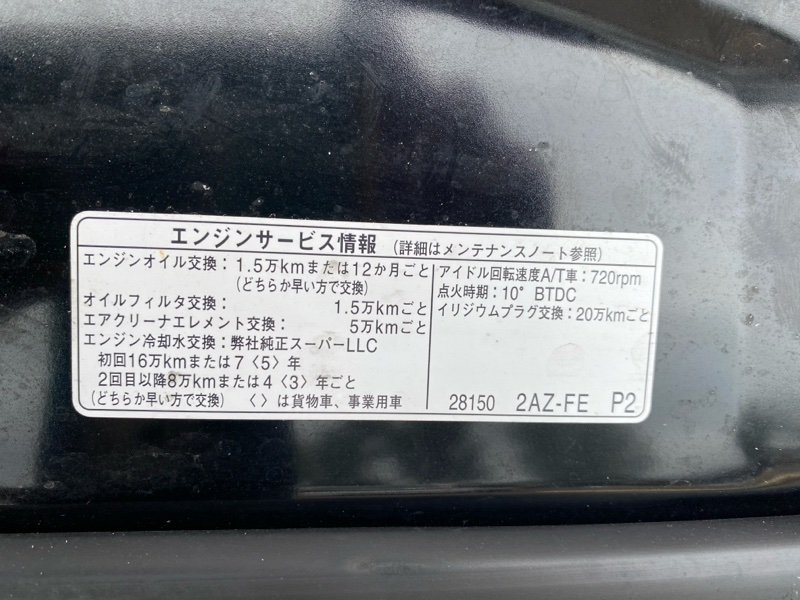 エンジンサービス情報 (詳細はメンテナンスノート参照)
エンジンオイル交換：1.5万kmまたは12か月ごと
(どちらか早い方で交換)
オイルフィルタ交換： 1.5万kmごと
エアクリーナエレメント交換： 5万kmごと
エンジン冷却水交換：弊社純正スーパーLLC
初回16万kmまたは7〈5〉年
2回目以降8万kmまたは4〈3〉年ごと
(どちらか早い方で交換) 〈 〉は貨物車、事業用車
アイドル回転速度A/T車：720rpm
点火時期：10° BTDC
イリジウムプラグ交換：20万kmごと
28150 2AZ-FE P2